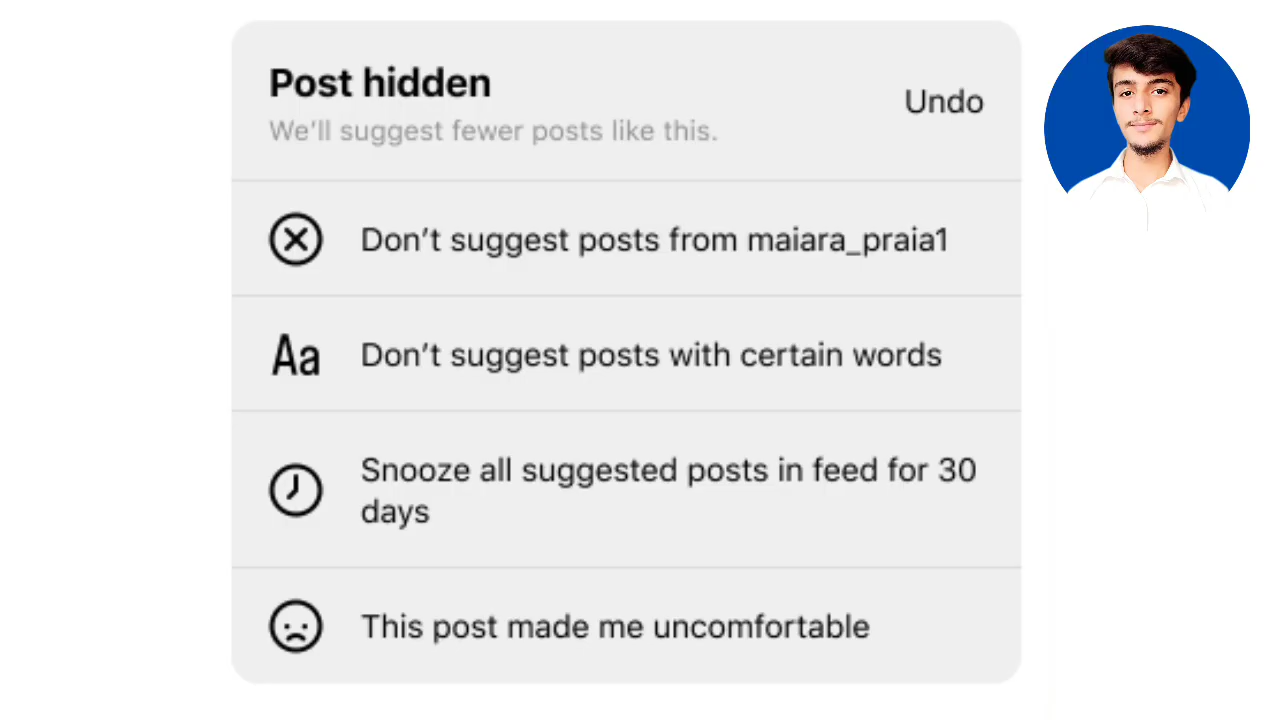 Post hidden
Undo
We'll suggest fewer posts like this.
Don't suggest posts from maiara_praia1
Aa Don't suggest posts with certain words
Snooze all suggested posts in feed for 30
days
This post made me uncomfortable